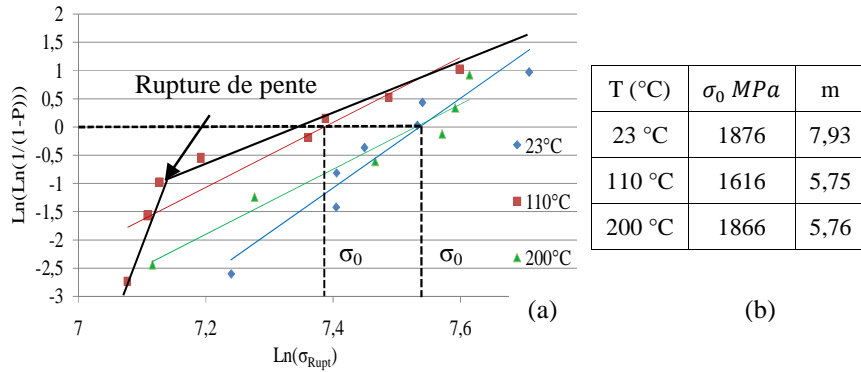 2
1,5
1
0,5
0
-0,5
-1
-1,5
-2
-2,5
-3
Ln(Ln(1/(1-P)))
Rupture de pente
σ0
σ0
23°C
110°C
200°C
(a)
7
7,2
7,4
7,6
Ln(σRupt)
T (°C) σ0 MPa m
23 °C 1876 7,93
110 °C 1616 5,75
200 °C 1866 5,76
(b)